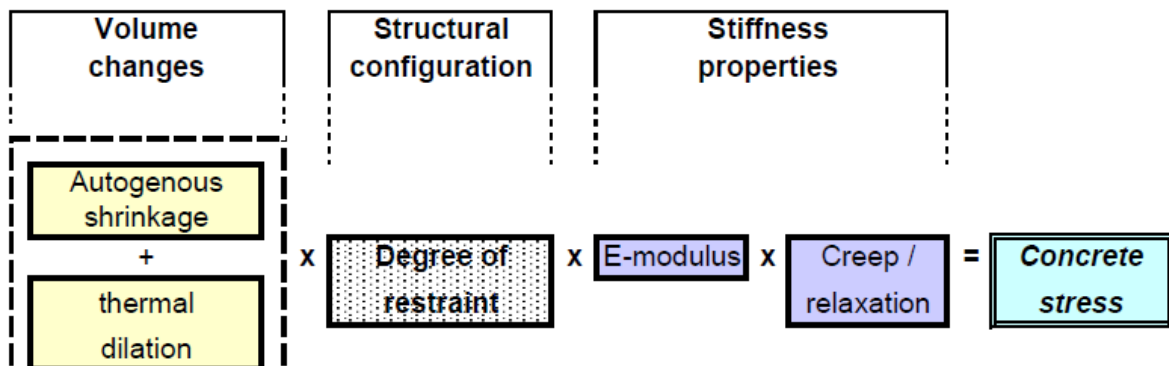 Volume
changes
Structural
configuration
Stiffness
properties
Autogenous
shrinkage
+
thermal
dilation
x
Degree of
restraint
x
E-modulus
x
Creep /
relaxation
=
Concrete
stress